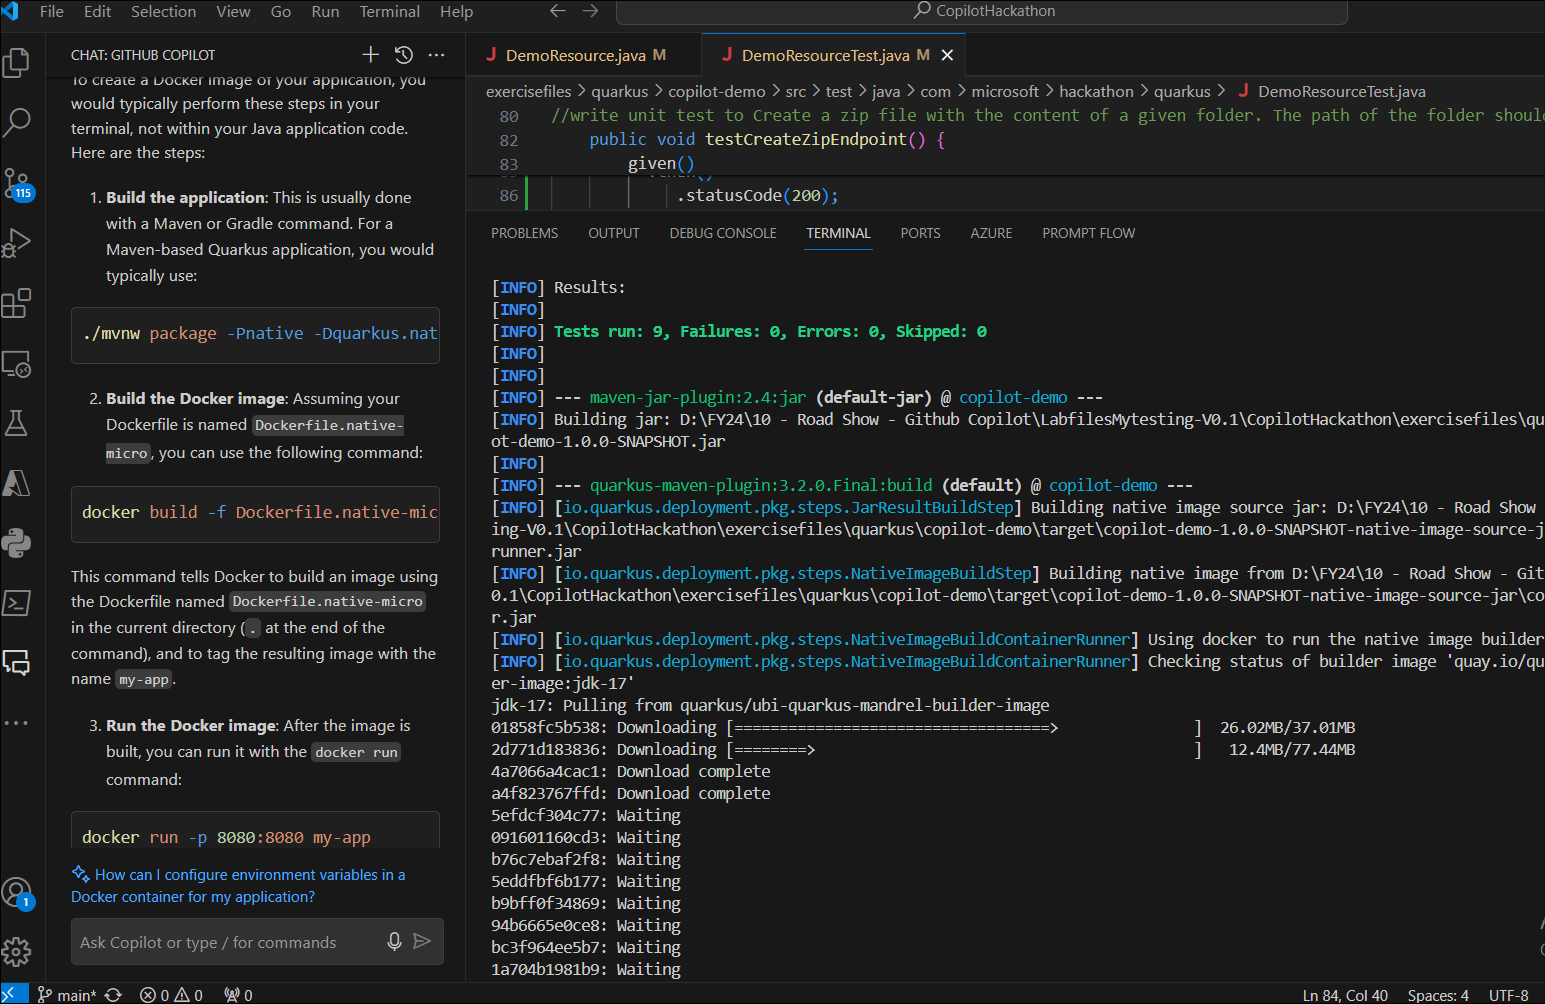 File Edit Selection View Go Run Terminal Help
CopilotHackathon
CHAT: GITHUB COPILOT
To create a Docker image of your application, you
would typically perform these steps in your
terminal, not within your Java application code.
Here are the steps:
1. Build the application: This is usually done
with a Maven or Gradle command. For a
Maven-based Quarkus application, you would
typically use:
./mvnw package -Pnative -Dquarkus.nat
2. Build the Docker image: Assuming your
Dockerfile is named Dockerfile.native-
micro, you can use the following command:
docker build -f Dockerfile.native-mic
This command tells Docker to build an image using
the Dockerfile named Dockerfile.native-micro
in the current directory (. at the end of the
command), and to tag the resulting image with the
name my-app.
3. Run the Docker image: After the image is
built, you can run it with the docker run
command:
docker run -p 8080:8080 my-app
How can I configure environment variables in a
Docker container for my application?
Ask Copilot or type / for commands
115
1
DemoResource.java M
DemoResourceTest.java M
exercisefiles > quarkus > copilot-demo > src > test > java > com > microsoft > hackathon > quarkus > DemoResourceTest.java
80 //write unit test to Create a zip file with the content of a given folder. The path of the folder shoul
82 public void testCreateZipEndpoint() {
83 given()
86 .statusCode(200);
PROBLEMS OUTPUT DEBUG CONSOLE TERMINAL PORTS AZURE PROMPT FLOW
[INFO] Results:
[INFO]
[INFO] Tests run: 9, Failures: 0, Errors: 0, Skipped: 0
[INFO]
[INFO]
[INFO] --- maven-jar-plugin:2.4:jar (default-jar) @ copilot-demo ---
[INFO] Building jar: D:\FY24\10 - Road Show - Github Copilot\LabfilesMytesting-V0.1\CopilotHackathon\exercisefiles\qu
ot-demo-1.0.0-SNAPSHOT.jar
[INFO]
[INFO] --- quarkus-maven-plugin:3.2.0.Final:build (default) @ copilot-demo ---
[INFO] [io.quarkus.deployment.pkg.steps.JarResultBuildStep] Building native image source jar: D:\FY24\10 - Road Show
ing-V0.1\CopilotHackathon\exercisefiles\quarkus\copilot-demo\target\copilot-demo-1.0.0-SNAPSHOT-native-image-source-j
runner.jar
[INFO] [io.quarkus.deployment.pkg.steps.NativeImageBuildStep] Building native image from D:\FY24\10 - Road Show - Git
0.1\CopilotHackathon\exercisefiles\quarkus\copilot-demo\target\copilot-demo-1.0.0-SNAPSHOT-native-image-source-jar\co
r.jar
[INFO] [io.quarkus.deployment.pkg.steps.NativeImageBuildContainerRunner] Using docker to run the native image builder
[INFO] [io.quarkus.deployment.pkg.steps.NativeImageBuildContainerRunner] Checking status of builder image 'quay.io/qu
er-image:jdk-17'
jdk-17: Pulling from quarkus/ubi-quarkus-mandrel-builder-image
01858fc5b538: Downloading [===================================> ] 26.02MB/37.01MB
2d771d183836: Downloading [========> ] 12.4MB/77.44MB
4a7066a4cac1: Download complete
a4f823767ffd: Download complete
5efdcf304c77: Waiting
091601160cd3: Waiting
b76c7ebaf2f8: Waiting
5eddfbf6b177: Waiting
b9bff0f34869: Waiting
94b6665e0ce8: Waiting
bc3f964ee5b7: Waiting
1a704b1981b9: Waiting
main* 0 0 0 Ln 84, Col 40 Spaces: 4 UTF-8